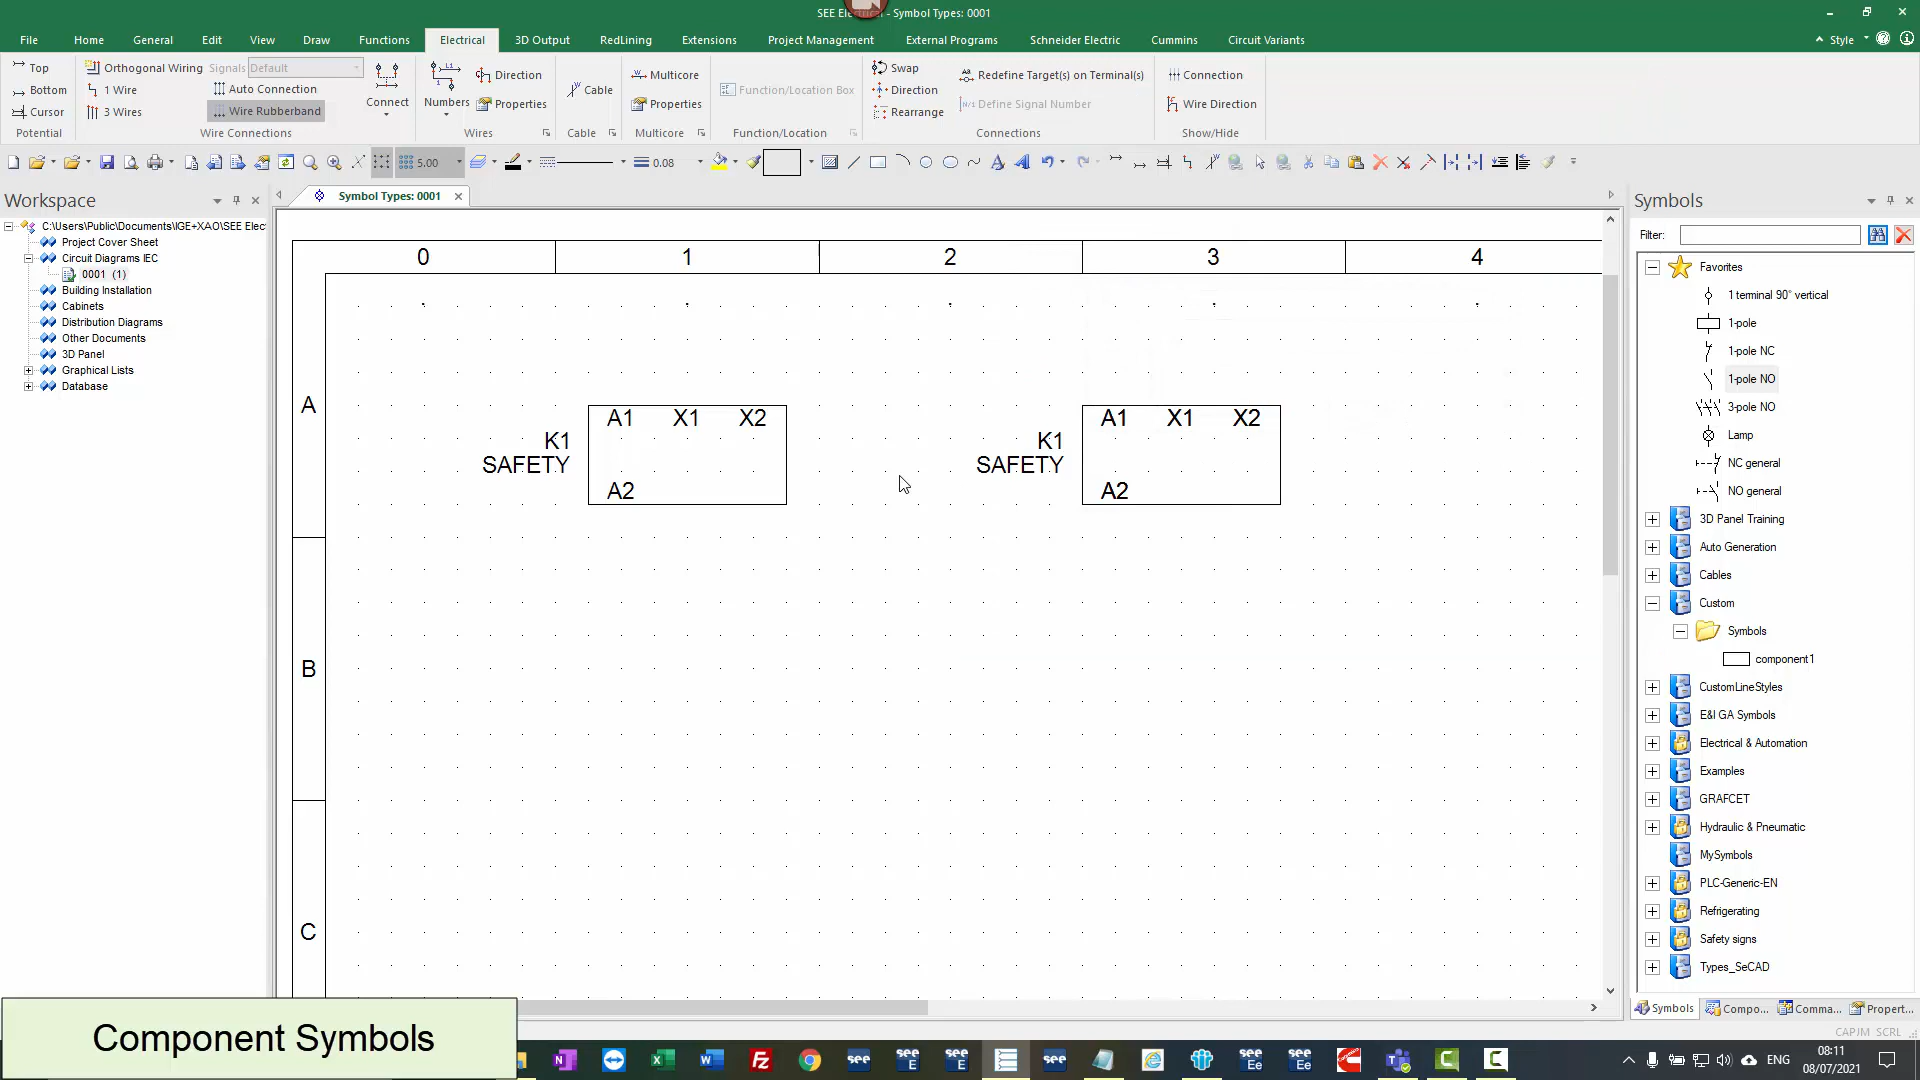 SEE Electrical - Symbol Types: 0001
File Home General Edit View Draw Functions Electrical 3D Output RedLining Extensions Project Management External Programs Schneider Electric Cummins Circuit Variants Style
Top
Bottom
Cursor
Potential
Orthogonal Wiring Signals Default
1 Wire Auto Connection
3 Wires Wire Rubberband
Wire Connections
Connect
Numbers
Direction
Properties
Wires
Cable
Cable
Multicore
Properties
Multicore
Function/Location Box
Function/Location
Swap
Direction
Rearrange
Redefine Target(s) on Terminal(s)
Define Signal Number
Connections
Connection
Wire Direction
Show/Hide
5.00
0.08
Workspace
C:\Users\Public\Documents\IGE+XAO\SEE Elec
Project Cover Sheet
Circuit Diagrams IEC
0001 (1)
Building Installation
Cabinets
Distribution Diagrams
Other Documents
3D Panel
Graphical Lists
Database
Symbol Types: 0001
0 1 2 3 4
A
B
C
A1 X1 X2
K1
SAFETY
A2
A1 X1 X2
K1
SAFETY
A2
Symbols
Filter:
Favorites
1 terminal 90° vertical
1-pole
1-pole NC
1-pole NO
3-pole NO
Lamp
NC general
NO general
3D Panel Training
Auto Generation
Cables
Custom
Symbols
component1
CustomLineStyles
E&I GA Symbols
Electrical & Automation
Examples
GRAFCET
Hydraulic & Pneumatic
MySymbols
PLC-Generic-EN
Refrigerating
Safety signs
Types_SeCAD
Symbols Compo... Comma... Propert...
CAP JM SCRL
Component Symbols
ENG
08:11
08/07/2021